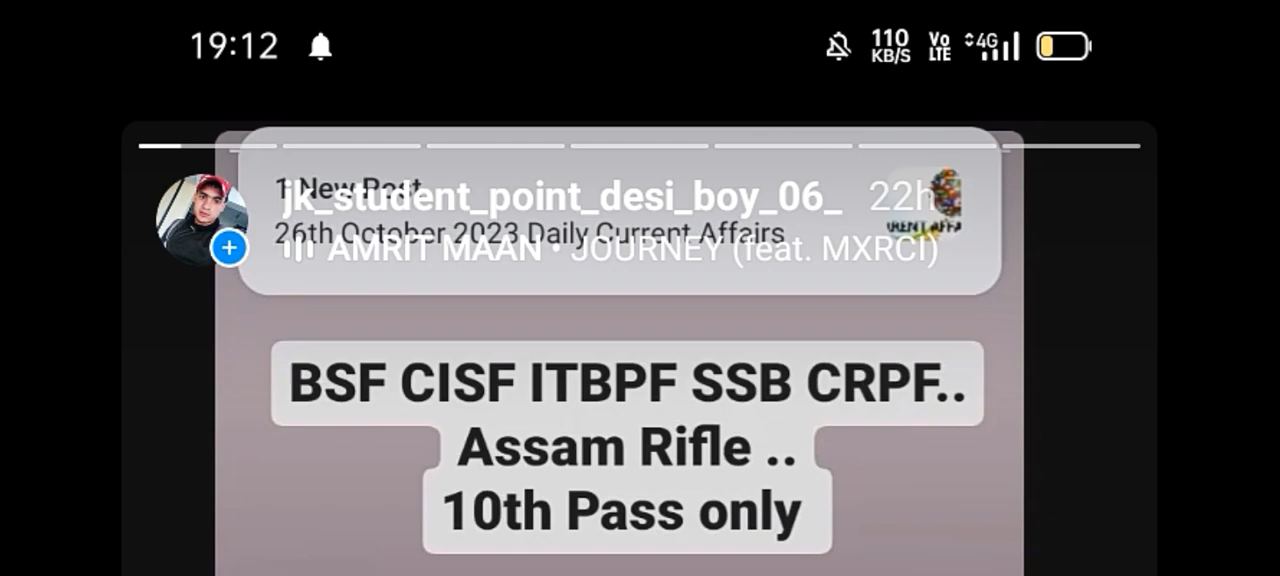 19:12
110
KB/S
Vo
LTE
4G
1 New Post
jk_student_point_desi_boy_06_ 22h
26th October 2023 Daily Current Affairs
AMRIT MAAN • JOURNEY (feat. MXRCI)
BSF CISF ITBPF SSB CRPF..
Assam Rifle ..
10th Pass only